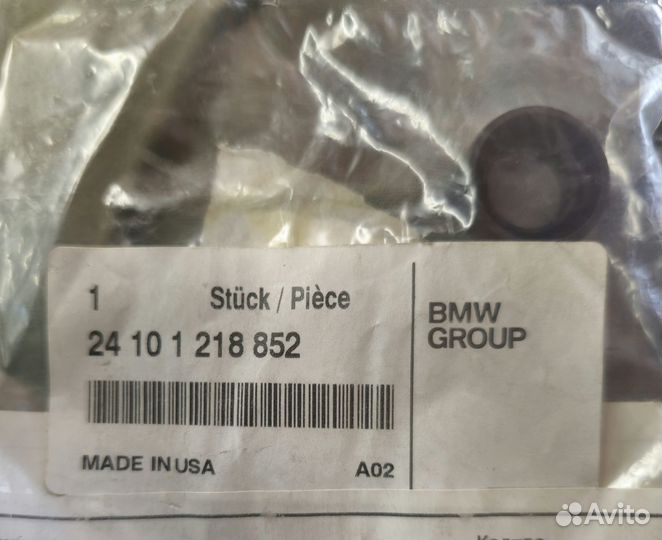 1 Stück / Pièce
24 10 1 218 852
BMW
GROUP
MADE IN USA A02
Avito